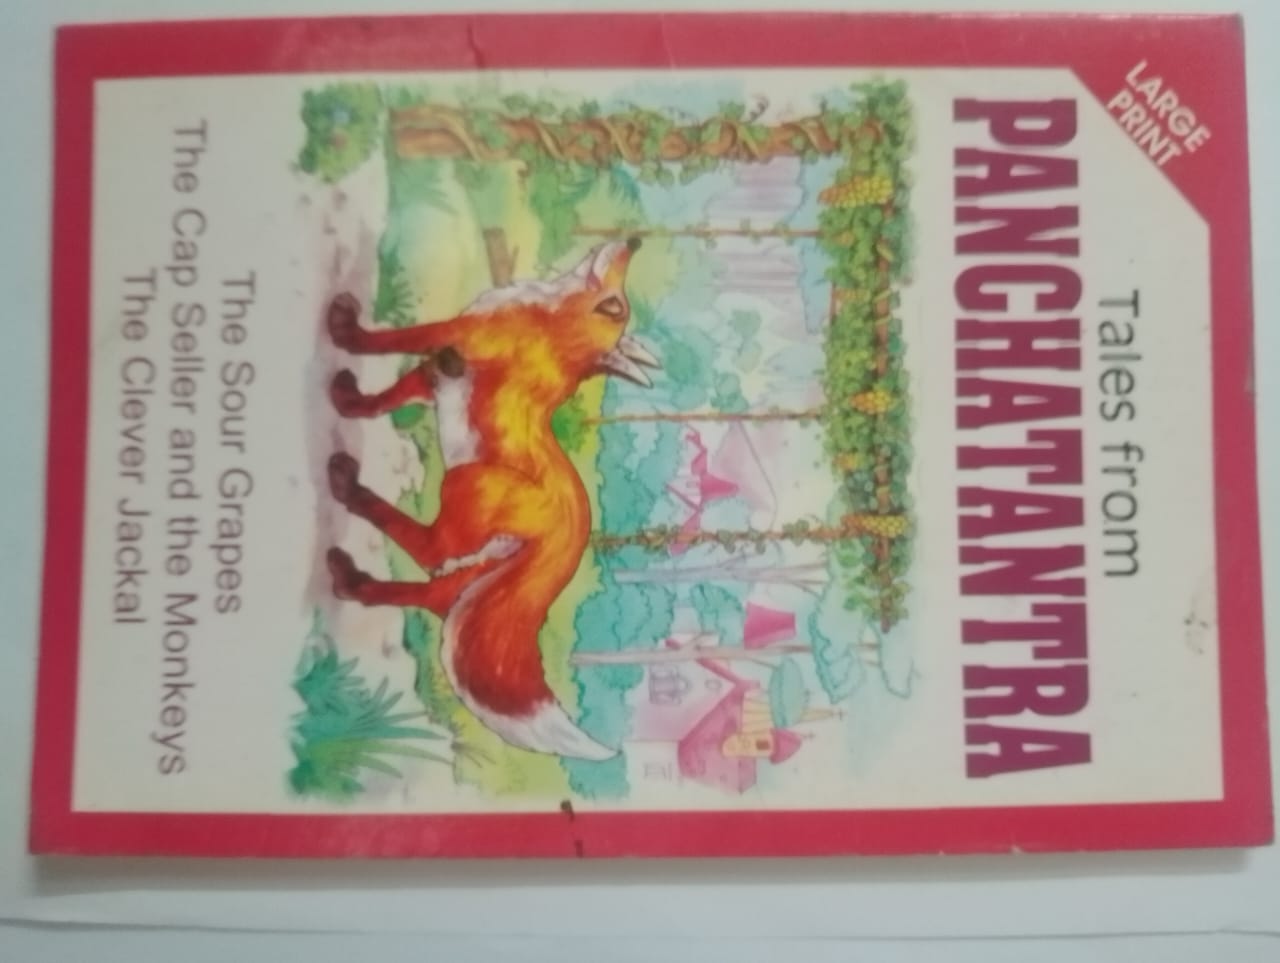 LARGE
PRINT
Tales from
PANCHATANTRA
The Sour Grapes
The Cap Seller and the Monkeys
The Clever Jackal